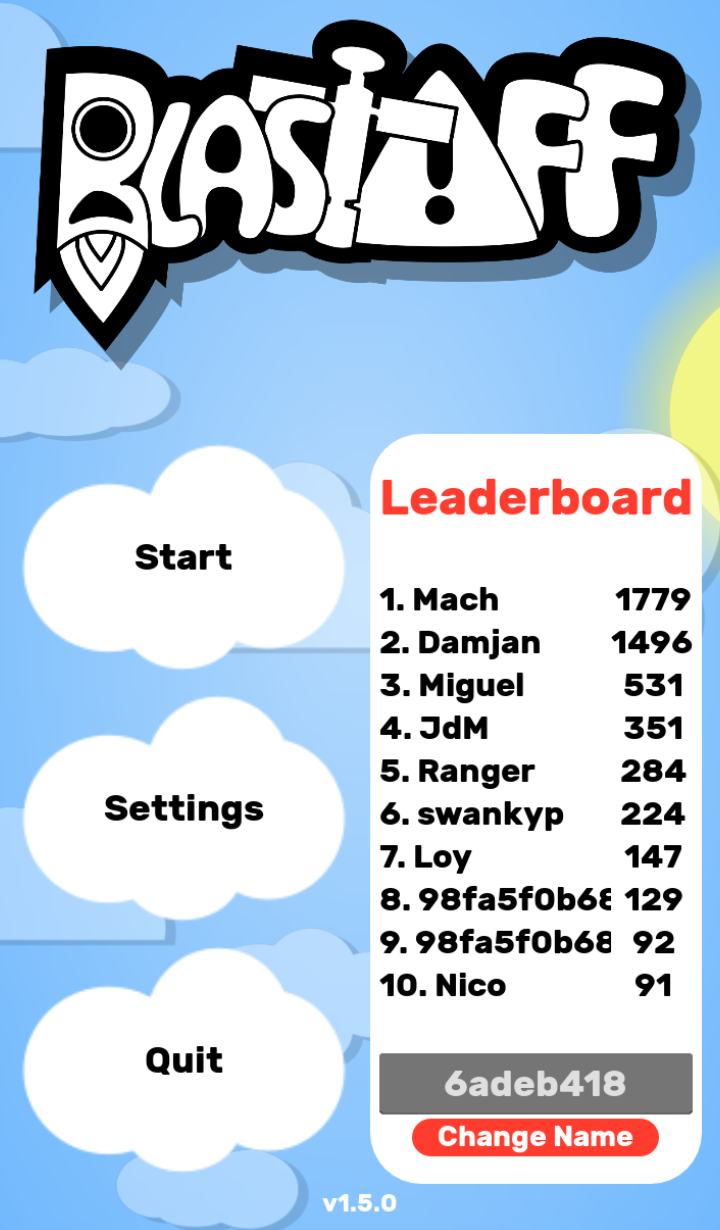 BLASTOFF
Start
Settings
Quit
Leaderboard
1. Mach 1779
2. Damjan 1496
3. Miguel 531
4. JdM 351
5. Ranger 284
6. swankyp 224
7. Loy 147
8. 98fa5f0b68 129
9. 98fa5f0b68 92
10. Nico 91
6adeb418
Change Name
v1.5.0